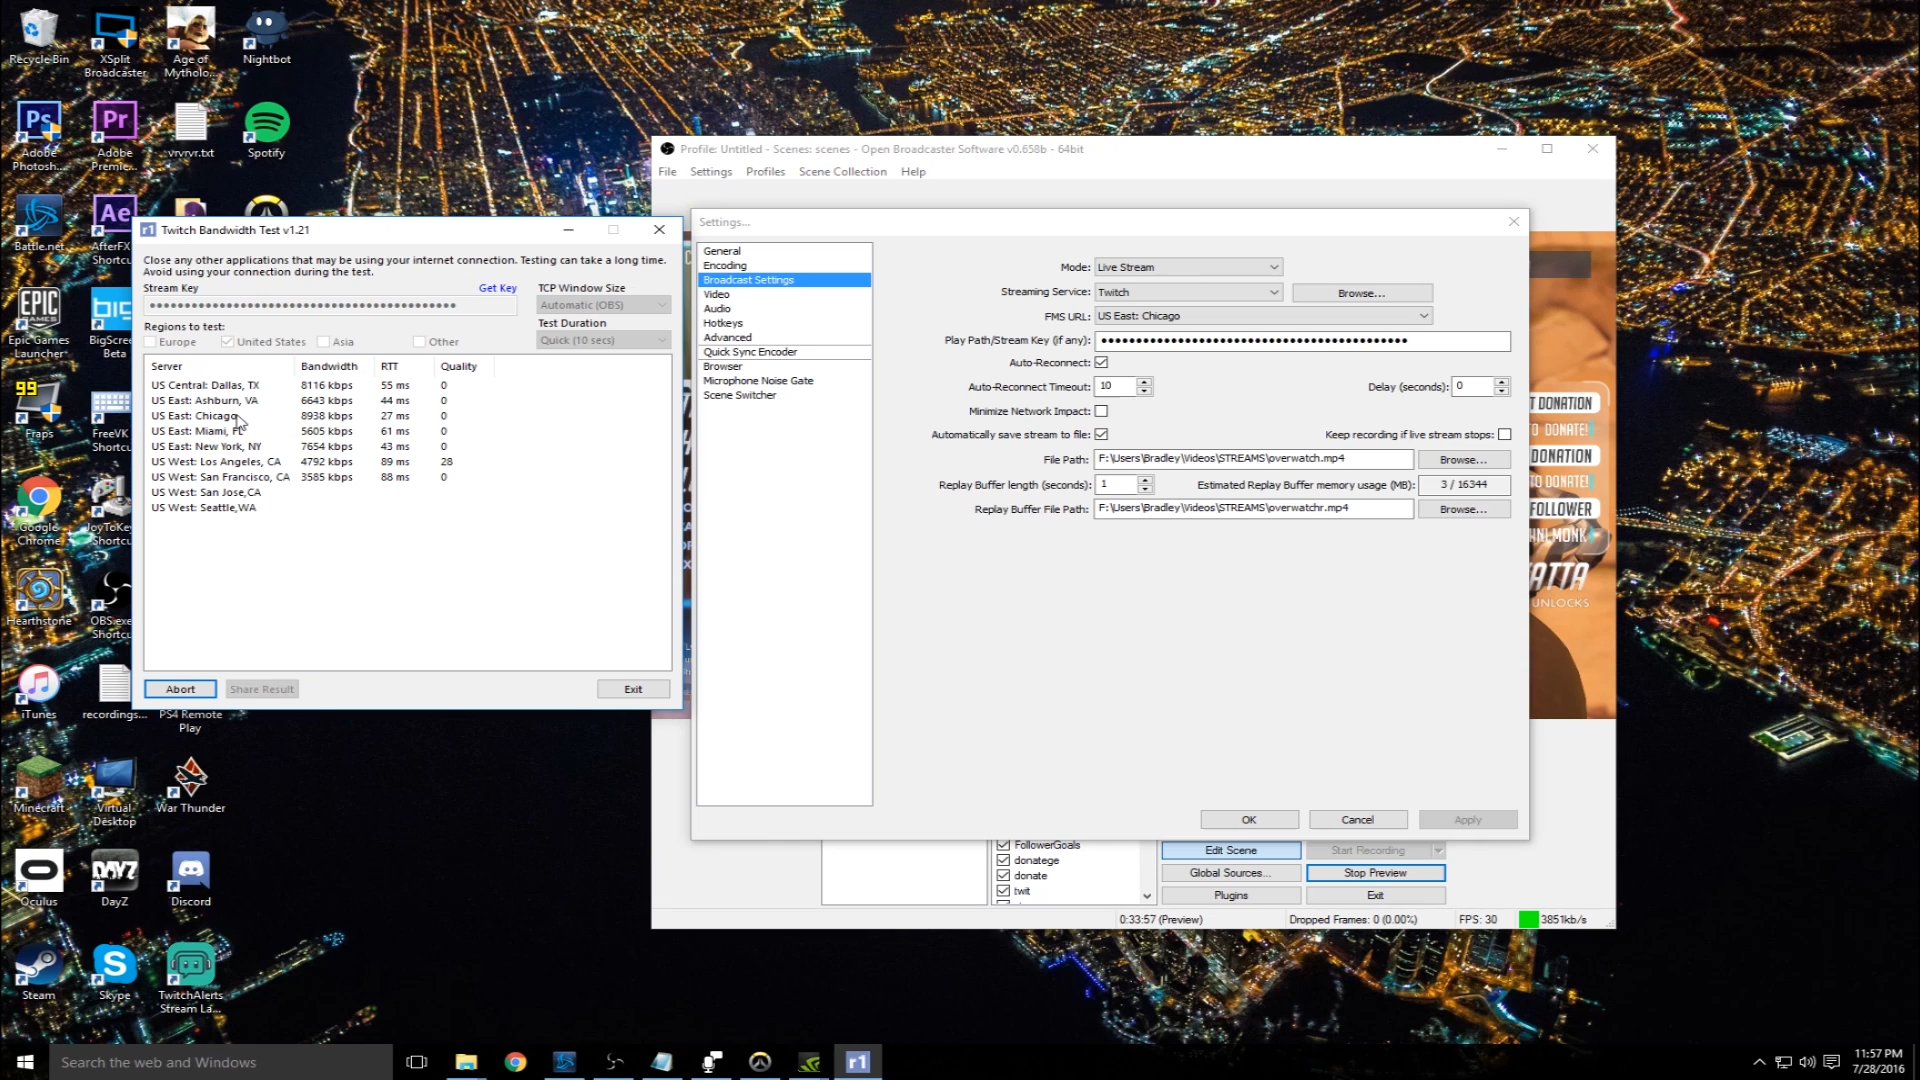 Recycle Bin
XSplit Broadcaster
Age of Mytholo...
Nightbot
Adobe Photosh...
Adobe Premie...
vrvrvr.txt
Spotify
Battle.net
AfterFX Shortcu
Epic Games Launcher
BigScree Beta
99
Fraps
FreeVK Shortcu
Google Chrome
JoyToKe Shortcu
Hearthstone
OBS.exe Shortcu
iTunes
recordings...
PS4 Remote Play
Minecraft
Virtual Desktop
War Thunder
Oculus
DayZ
Discord
Steam
Skype
TwitchAlerts Stream La...
Twitch Bandwidth Test v1.21
Close any other applications that may be using your internet connection. Testing can take a long time.
Avoid using your connection during the test.
Stream Key
Get Key
TCP Window Size
Automatic (OBS)
Regions to test:
Test Duration
Europe
United States
Asia
Other
Quick (10 secs)
Server Bandwidth RTT Quality
US Central: Dallas, TX 8116 kbps 55 ms 0
US East: Ashburn, VA 6643 kbps 44 ms 0
US East: Chicago 8938 kbps 27 ms 0
US East: Miami, FL 5605 kbps 61 ms 0
US East: New York, NY 7654 kbps 43 ms 0
US West: Los Angeles, CA 4792 kbps 89 ms 28
US West: San Francisco, CA 3585 kbps 88 ms 0
US West: San Jose,CA
US West: Seattle,WA
Abort
Share Result
Exit
Profile: Untitled - Scenes: scenes - Open Broadcaster Software v0.658b - 64bit
File Settings Profiles Scene Collection Help
Settings...
General
Encoding
Broadcast Settings
Video
Audio
Hotkeys
Advanced
Quick Sync Encoder
Browser
Microphone Noise Gate
Scene Switcher
Mode: Live Stream
Streaming Service: Twitch Browse...
FMS URL: US East: Chicago
Play Path/Stream Key (if any):
Auto-Reconnect:
Auto-Reconnect Timeout: 10 Delay (seconds): 0
Minimize Network Impact:
Automatically save stream to file: Keep recording if live stream stops:
File Path: F:\Users\Bradley\Videos\STREAMS\overwatch.mp4 Browse...
Replay Buffer length (seconds): 1 Estimated Replay Buffer memory usage (MB): 3 / 16344
Replay Buffer File Path: F:\Users\Bradley\Videos\STREAMS\overwatchr.mp4 Browse...
OK
Cancel
Apply
T DONATION
TO DONATE!
DONATION
TO DONATE!
FOLLOWER
ATTA
UNLOCKS
FollowerGoals
donatege
donate
twit
Edit Scene
Start Recording
Global Sources...
Stop Preview
Plugins
Exit
0:33:57 (Preview) Dropped Frames: 0 (0.00%) FPS: 30 3851kb/s
Search the web and Windows
r1
11:57 PM
7/28/2016